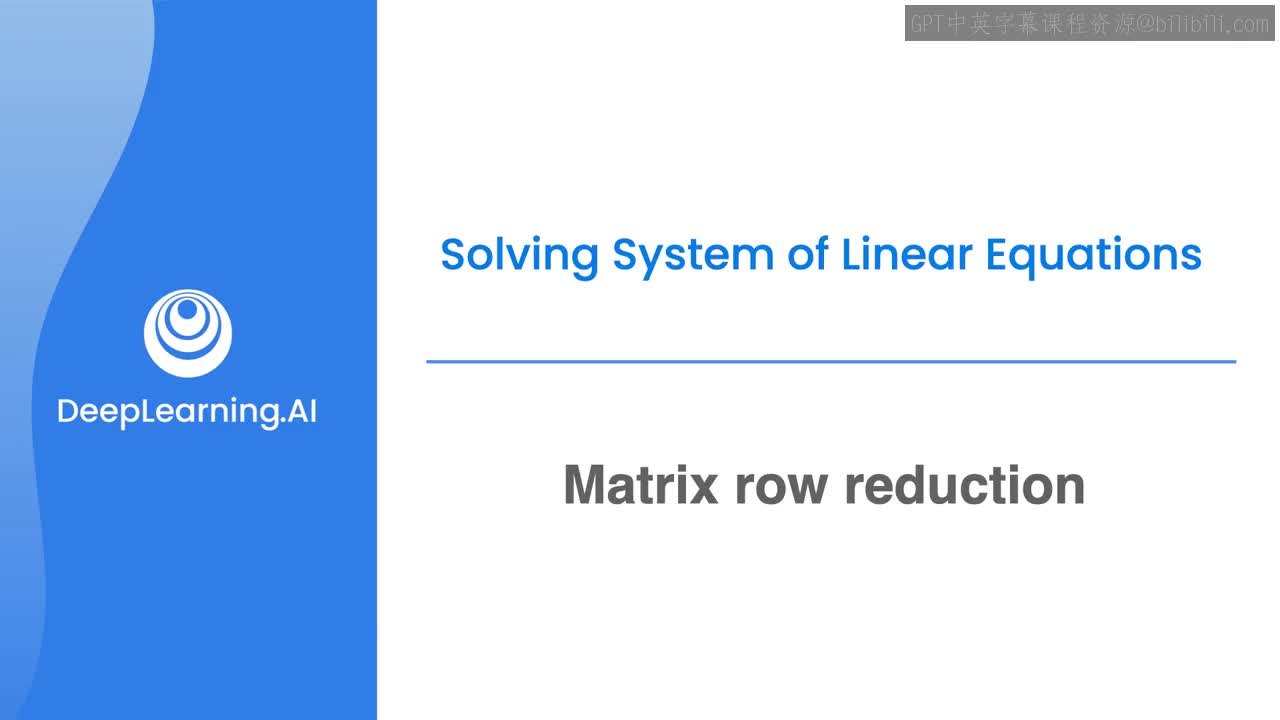 GPT中英字幕课程资源@bilibili.com
Solving System of Linear Equations
DeepLearning.AI
Matrix row reduction